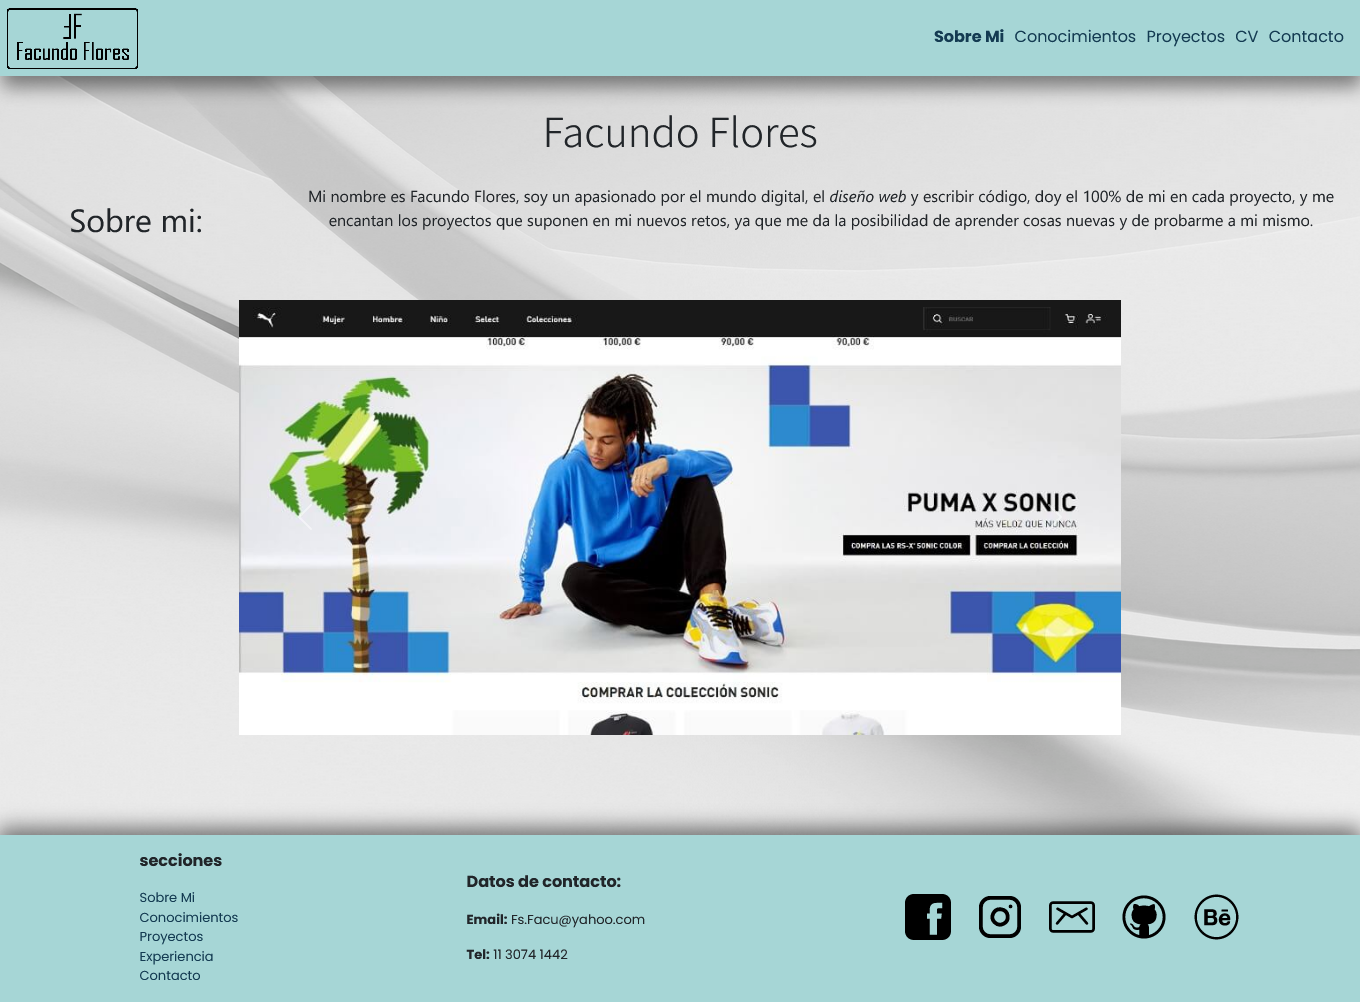 Facundo Flores
Sobre Mi Conocimientos Proyectos CV Contacto
Facundo Flores
Sobre mi:
Mi nombre es Facundo Flores, soy un apasionado por el mundo digital, el diseño web y escribir código, doy el 100% de mi en cada proyecto, y me
encantan los proyectos que suponen en mi nuevos retos, ya que me da la posibilidad de aprender cosas nuevas y de probarme a mi mismo.
Mujer Hombre Niño Select Colecciones BUSCAR
100,00 € 100,00 € 90,00 € 90,00 €
PUMA X SONIC
MÁS VELOZ QUE NUNCA
COMPRA LAS RS-X³ SONIC COLOR COMPRAR LA COLECCIÓN
COMPRAR LA COLECCIÓN SONIC
secciones
Sobre Mi
Conocimientos
Proyectos
Experiencia
Contacto
Datos de contacto:
Email: Fs.Facu@yahoo.com
Tel: 11 3074 1442
Bē